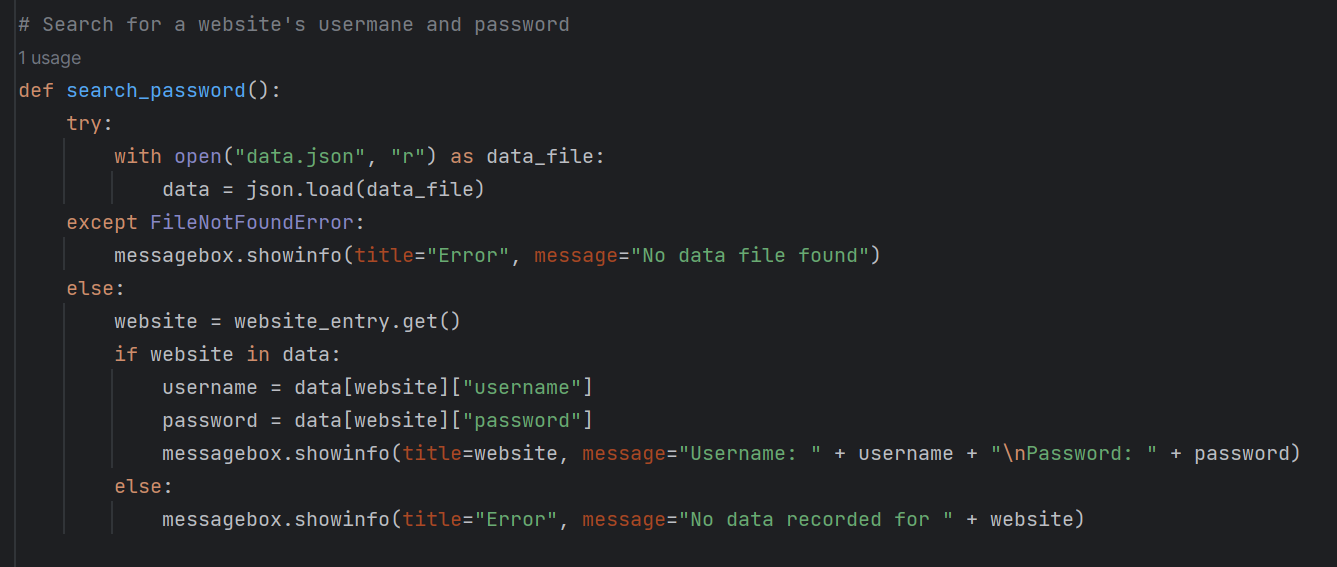 # Search for a website's usermane and password
1 usage
def search_password():
    try:
        with open("data.json", "r") as data_file:
            data = json.load(data_file)
    except FileNotFoundError:
        messagebox.showinfo(title="Error", message="No data file found")
    else:
        website = website_entry.get()
        if website in data:
            username = data[website]["username"]
            password = data[website]["password"]
            messagebox.showinfo(title=website, message="Username: " + username + "\nPassword: " + password)
        else:
            messagebox.showinfo(title="Error", message="No data recorded for " + website)